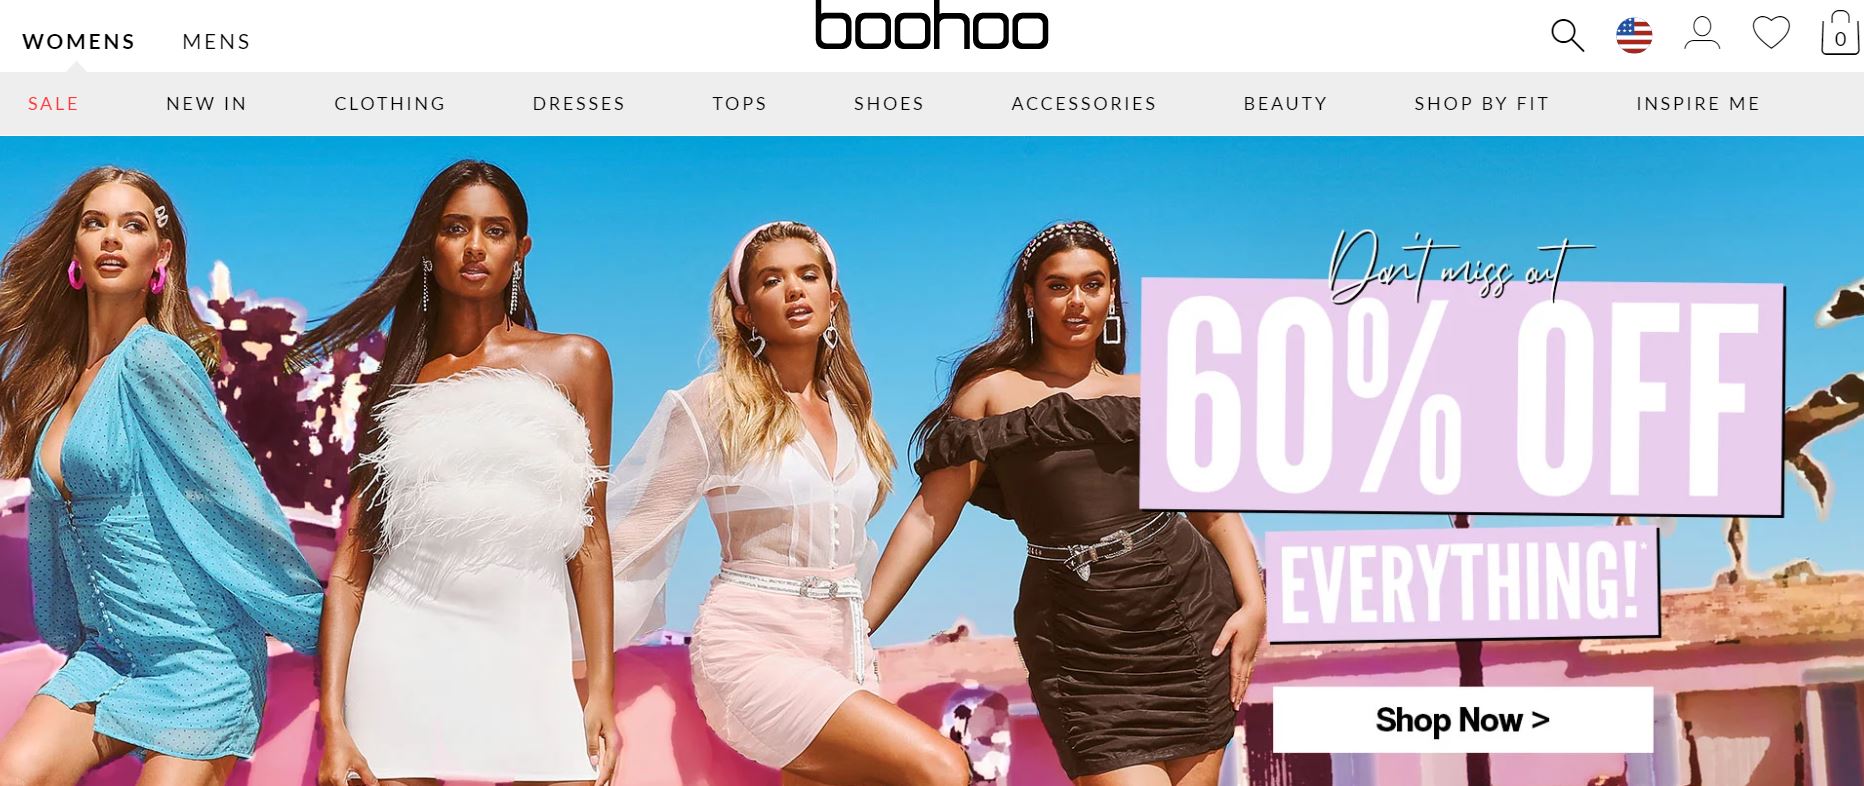 WOMENS MENS
boohoo
0
SALE NEW IN CLOTHING DRESSES TOPS SHOES ACCESSORIES BEAUTY SHOP BY FIT INSPIRE ME
Don't miss out
60% OFF
EVERYTHING!*
Shop Now >